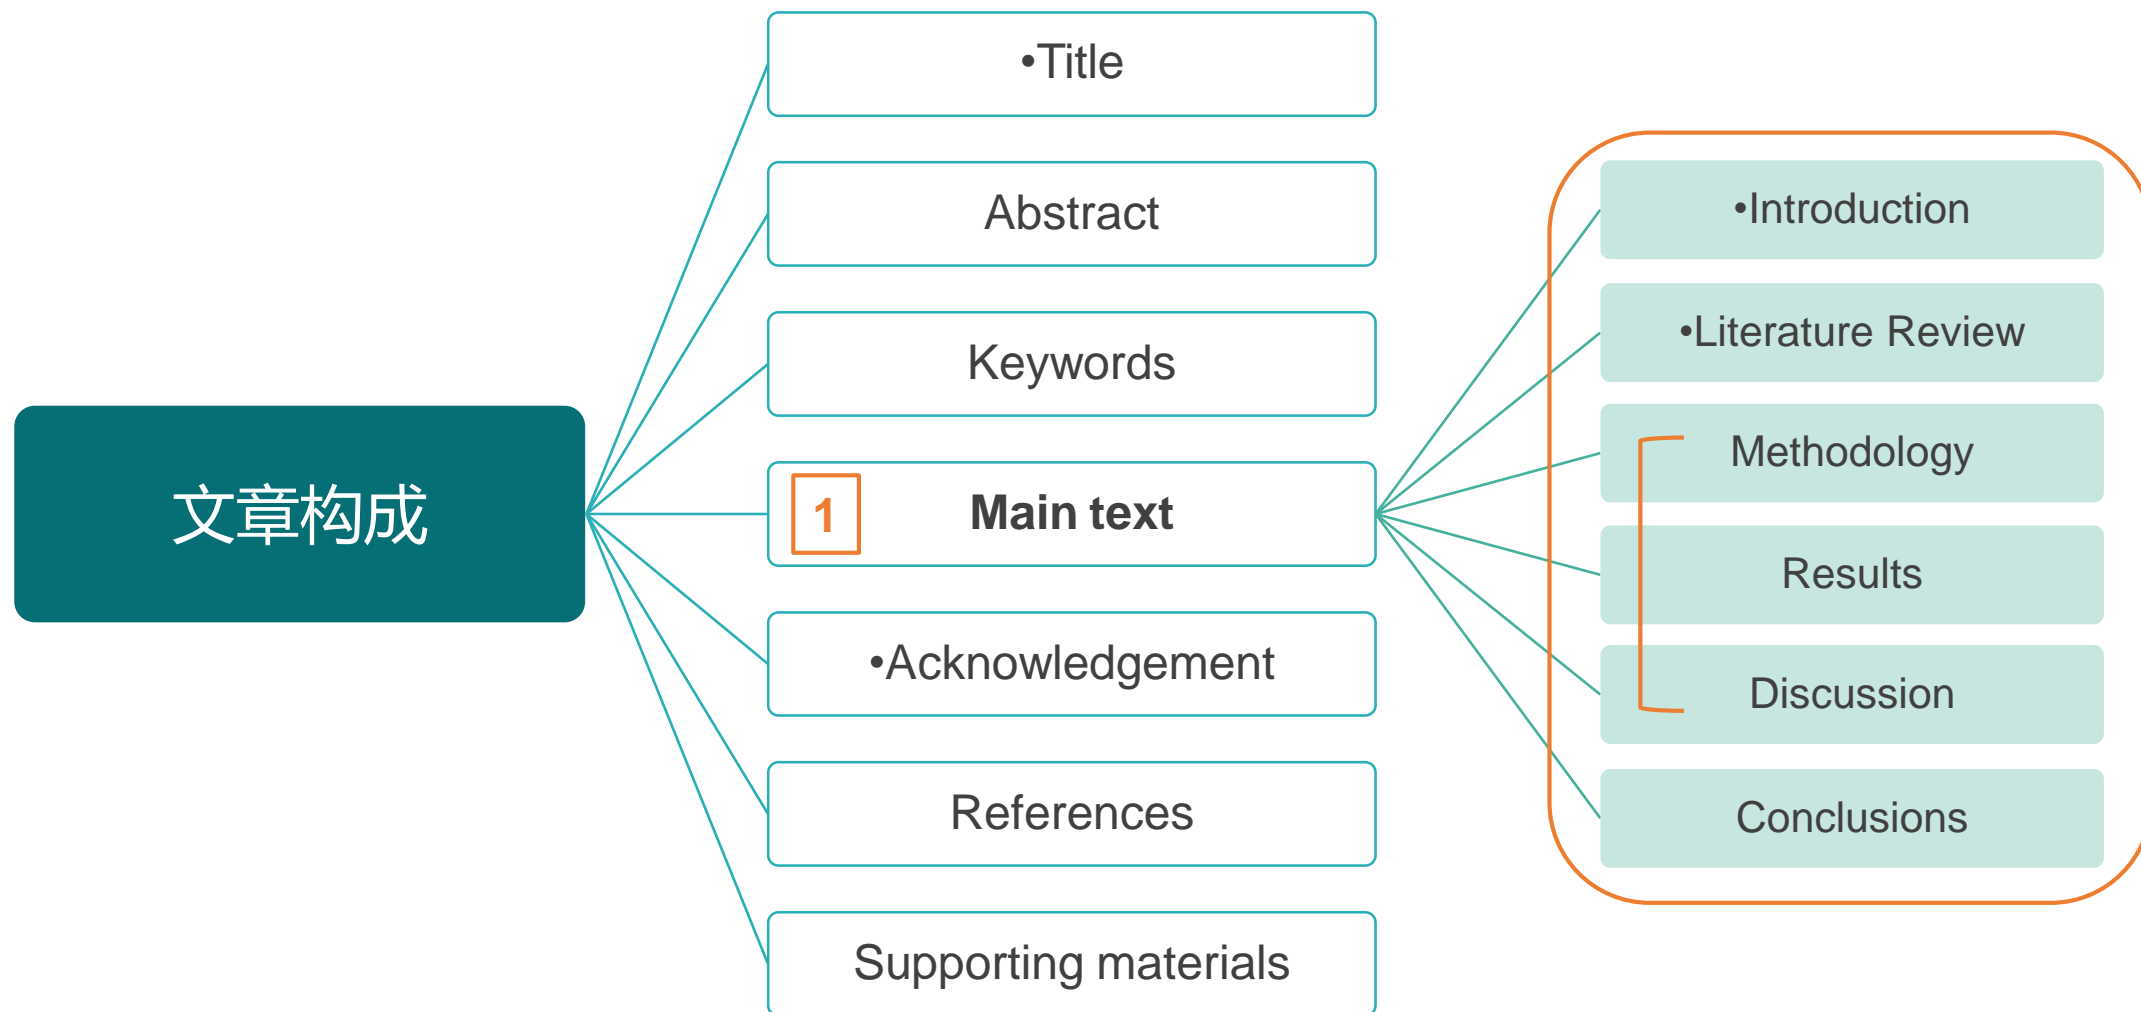 文章构成
•Title
Abstract
Keywords
1
Main text
•Acknowledgement
References
Supporting materials
•Introduction
•Literature Review
Methodology
Results
Discussion
Conclusions